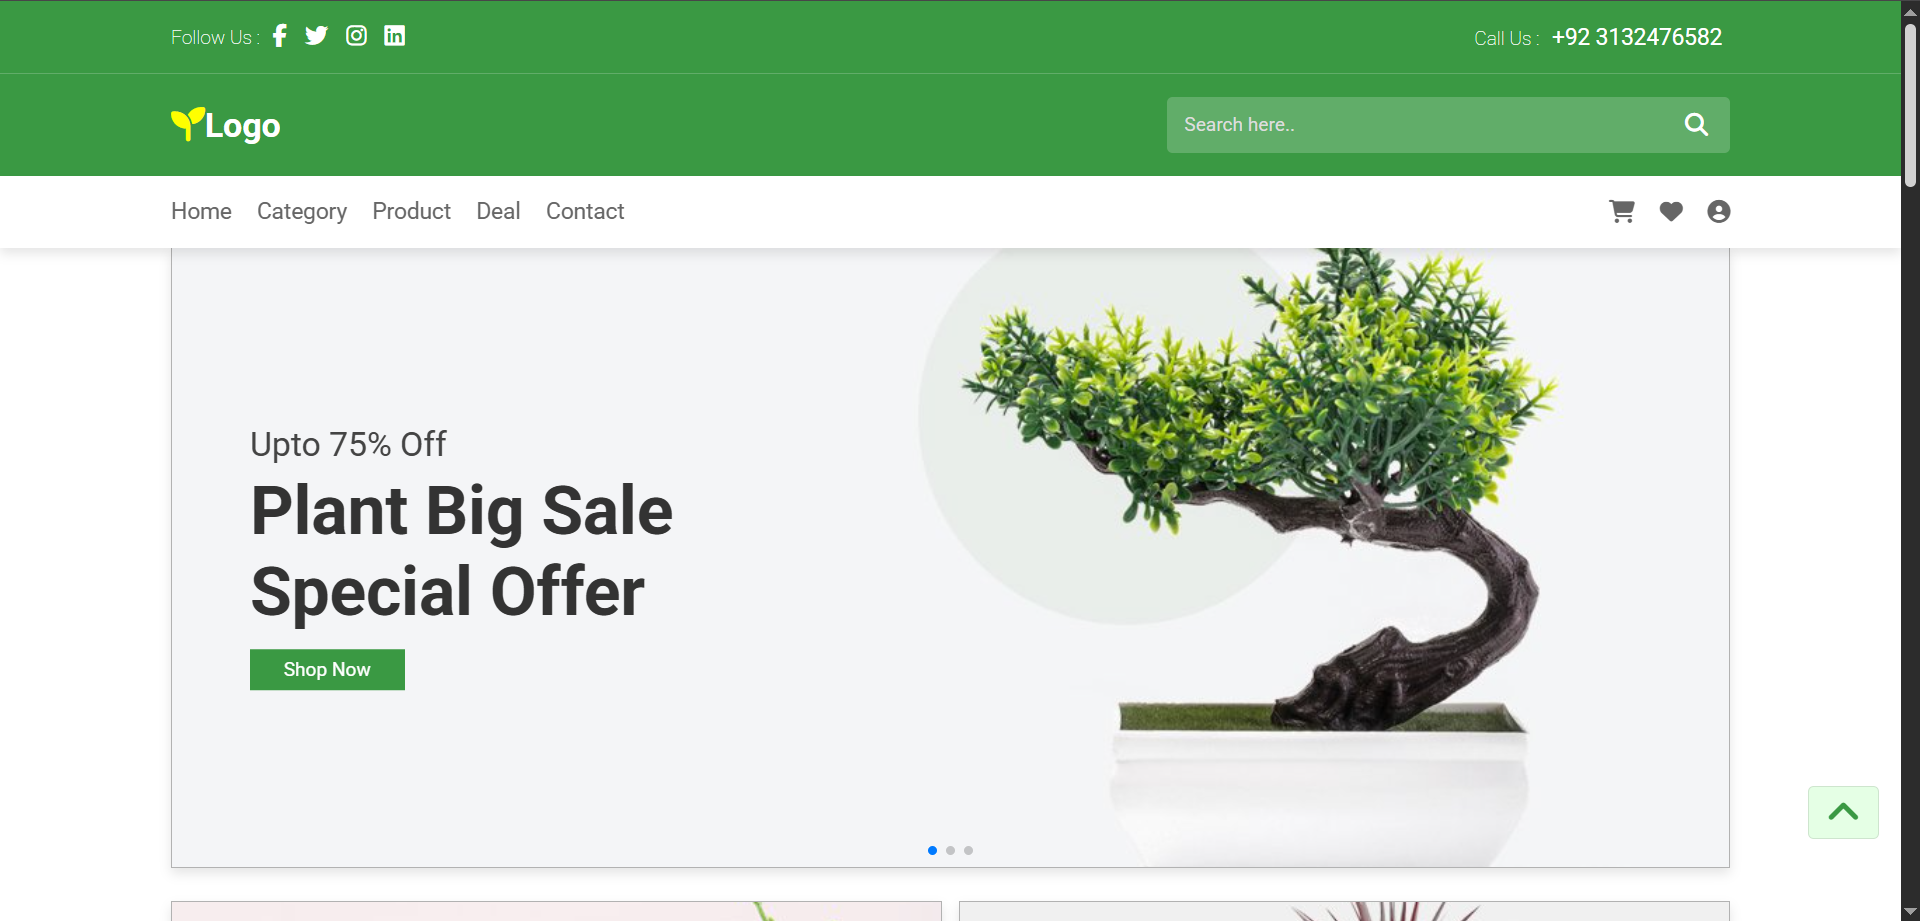 Follow Us :
Call Us : +92 3132476582
Logo
Search here..
Home Category Product Deal Contact
Upto 75% Off
Plant Big Sale
Special Offer
Shop Now